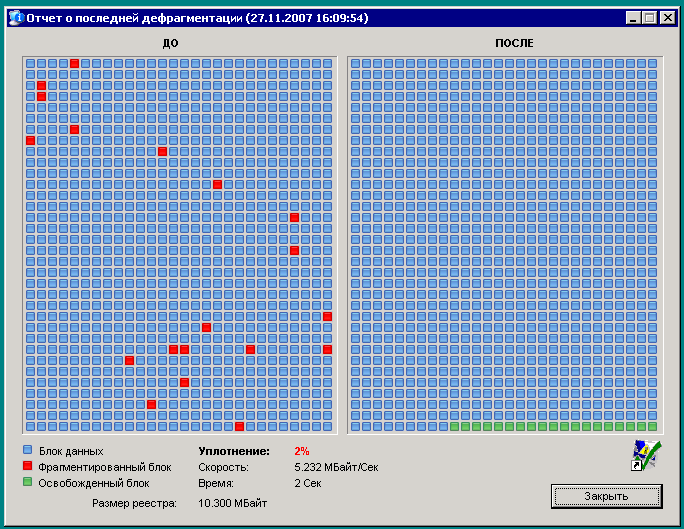 Отчет о последней дефрагментации (27.11.2007 16:09:54)
ДО
ПОСЛЕ
Блок данных
Уплотнение: 2%
Фрагментированный блок
Скорость: 5.232 МБайт/Сек
Освобожденный блок
Время: 2 Сек
Размер реестра: 10.300 МБайт
Закрыть